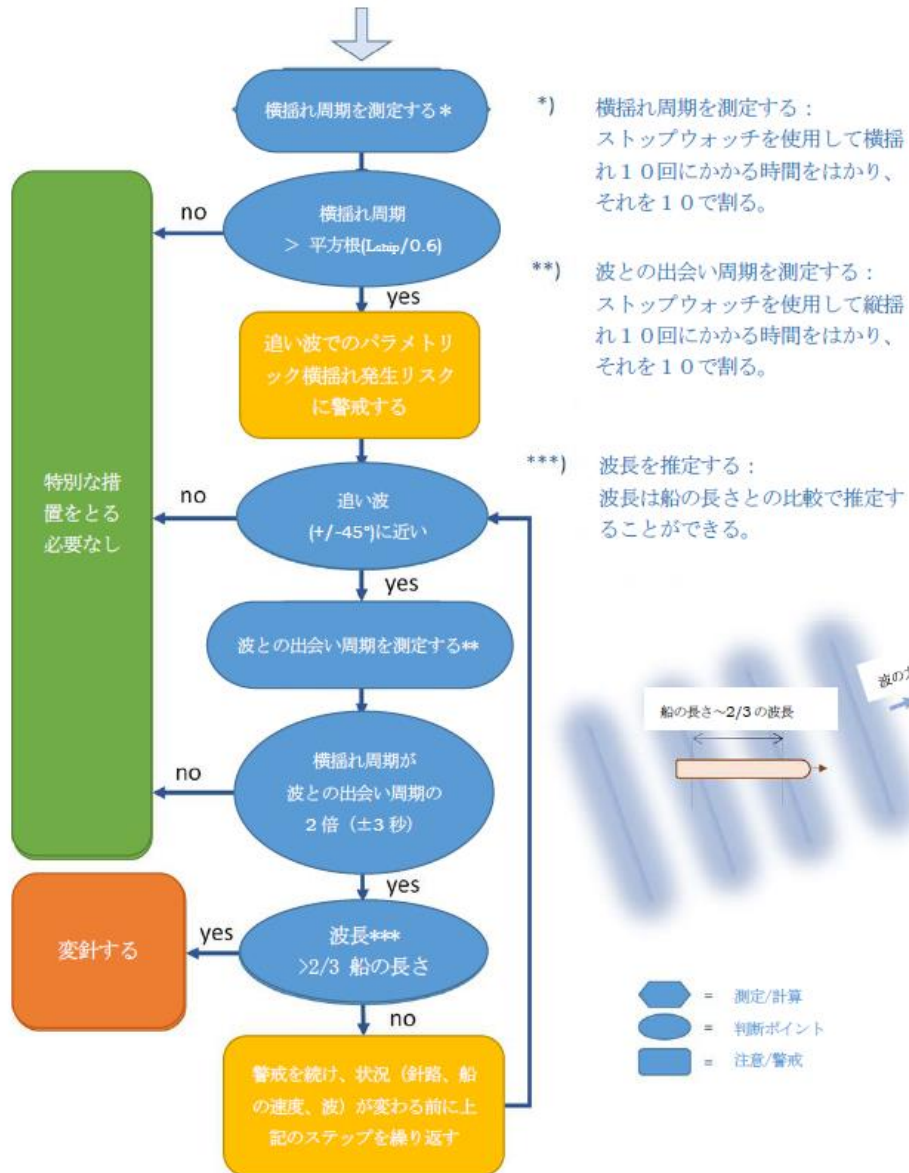 横揺れ周期を測定する＊
横揺れ周期
＞ 平方根(Lship/0.6)
no
yes
追い波でのパラメトリ
ック横揺れ発生リスク
に警戒する
特別な措
置をとる
必要なし
no
追い波
(+/-45°)に近い
yes
波との出会い周期を測定する**
no
横揺れ周期が
波との出会い周期の
２倍（±3 秒）
yes
変針する
yes
波長***
>2/3 船の長さ
no
警戒を続け、状況（針路、船
の速度、波）が変わる前に上
記のステップを繰り返す
*) 横揺れ周期を測定する：
ストップウォッチを使用して横揺
れ１０回にかかる時間をはかり、
それを１０で割る。
**) 波との出会い周期を測定する：
ストップウォッチを使用して縦揺
れ１０回にかかる時間をはかり、
それを１０で割る。
***) 波長を推定する：
波長は船の長さとの比較で推定す
ることができる。
波の
船の長さ～2/3 の波長
= 測定/計算
= 判断ポイント
= 注意/警戒